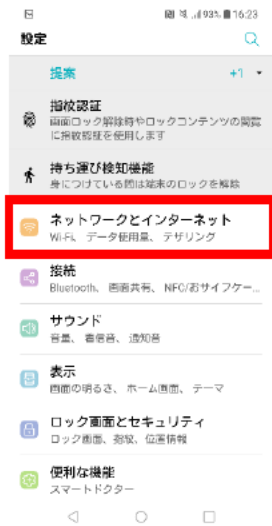 93% 16:23
設定
提案 +1
指紋認証
画面ロック解除時やロックコンテンツの閲覧
に指紋認証を使用します
持ち運び検知機能
身につけている間は端末のロックを解除
ネットワークとインターネット
Wi-Fi、 データ使用量、 テザリング
接続
Bluetooth、 画面共有、 NFC/おサイフケー...
サウンド
音量、 着信音、 通知音
表示
画面の明るさ、 ホーム画面、 テーマ
ロック画面とセキュリティ
ロック画面、 指紋、 位置情報
便利な機能
スマートドクター